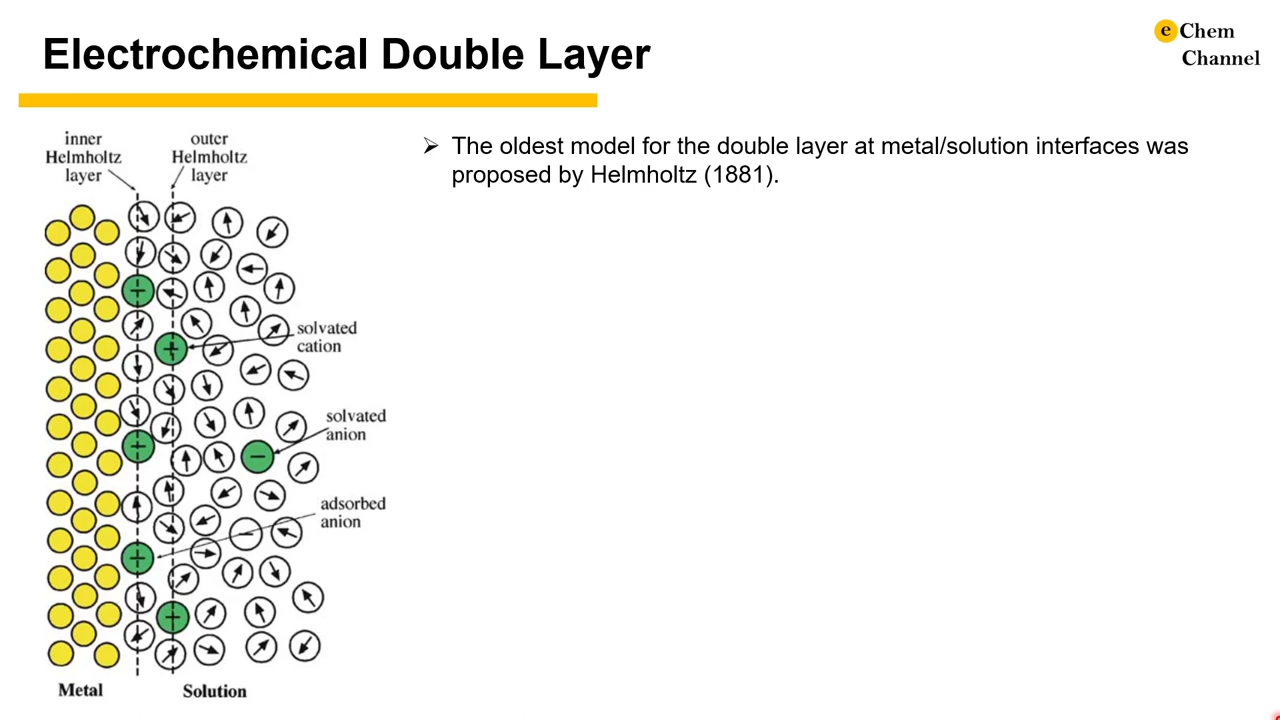 Electrochemical Double Layer
e Chem
Channel
inner
Helmholtz
layer
outer
Helmholtz
layer
➢ The oldest model for the double layer at metal/solution interfaces was
proposed by Helmholtz (1881).
solvated
cation
solvated
anion
adsorbed
anion
Metal
Solution